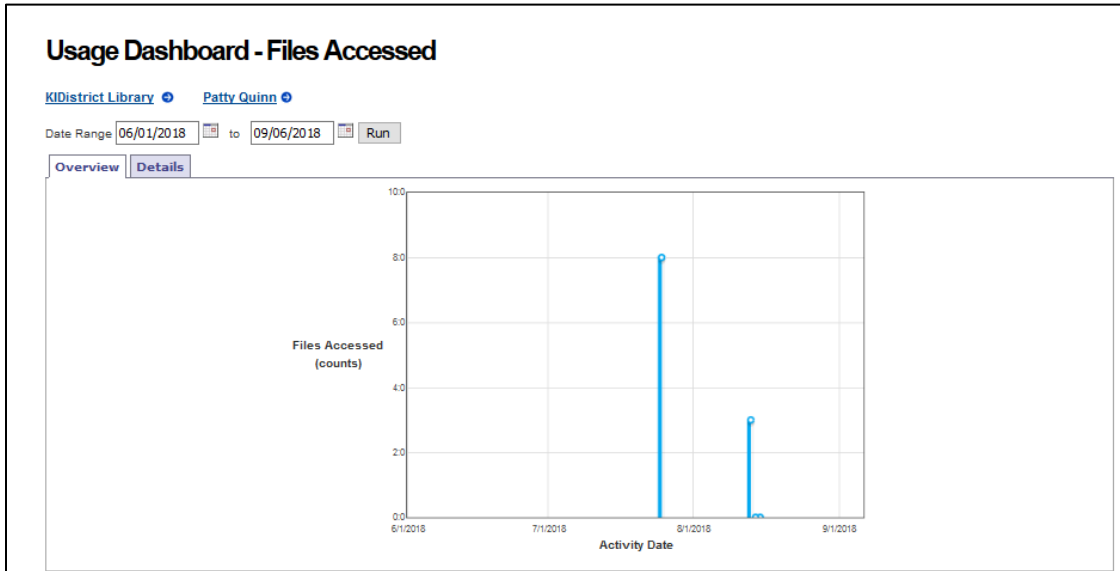 Usage Dashboard - Files Accessed
KIDistrict Library Patty Quinn
Date Range 06/01/2018 to 09/06/2018 Run
Overview Details
10:0
8:0
6:0
Files Accessed
(counts)
4:0
2:0
0:0
6/1/2018 7/1/2018 8/1/2018 9/1/2018
Activity Date